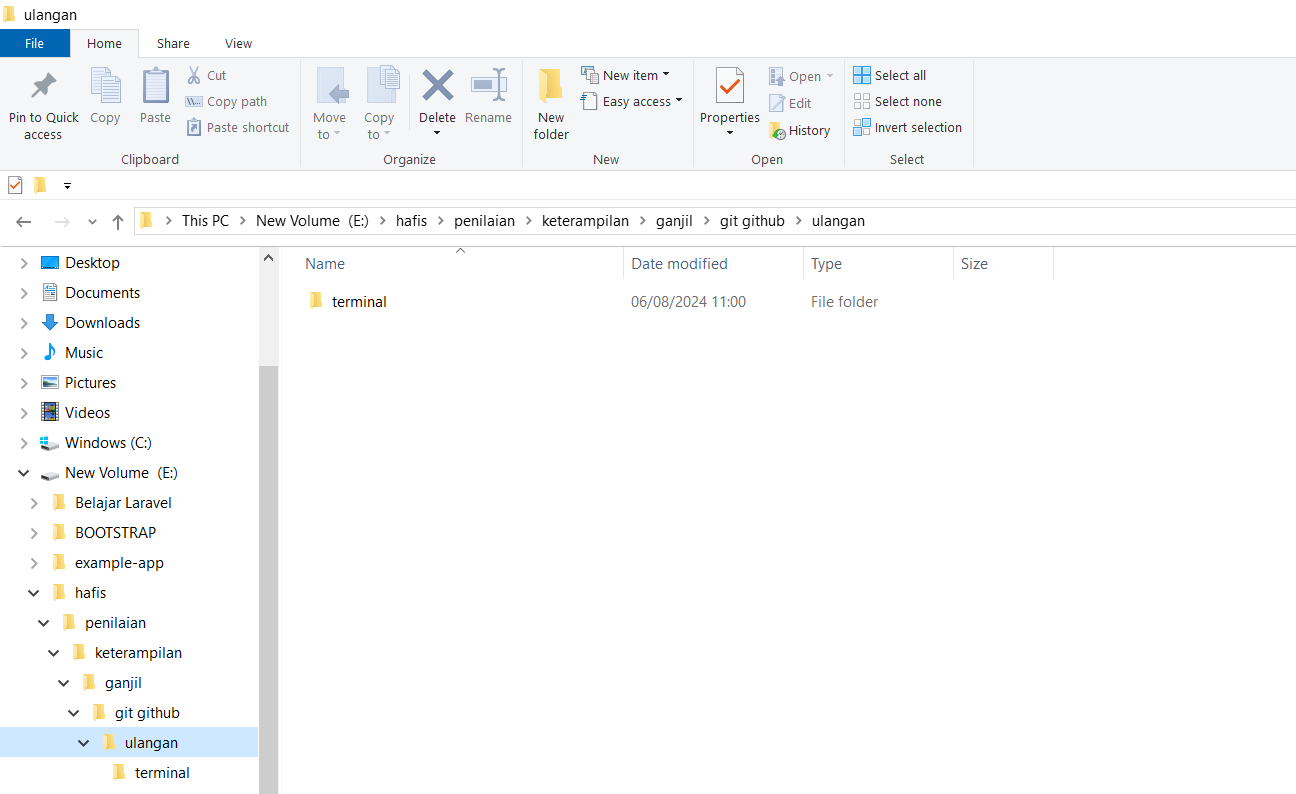 ulangan
File Home Share View
Pin to Quick access
Copy
Paste
Cut
Copy path
Paste shortcut
Clipboard
Move to
Copy to
Delete
Rename
Organize
New folder
New item
Easy access
New
Properties
Open
Edit
History
Open
Select all
Select none
Invert selection
Select
This PC New Volume (E:) hafis penilaian keterampilan ganjil git github ulangan
Desktop
Documents
Downloads
Music
Pictures
Videos
Windows (C:)
New Volume (E:)
Belajar Laravel
BOOTSTRAP
example-app
hafis
penilaian
keterampilan
ganjil
git github
ulangan
terminal
Name Date modified Type Size
terminal 06/08/2024 11:00 File folder